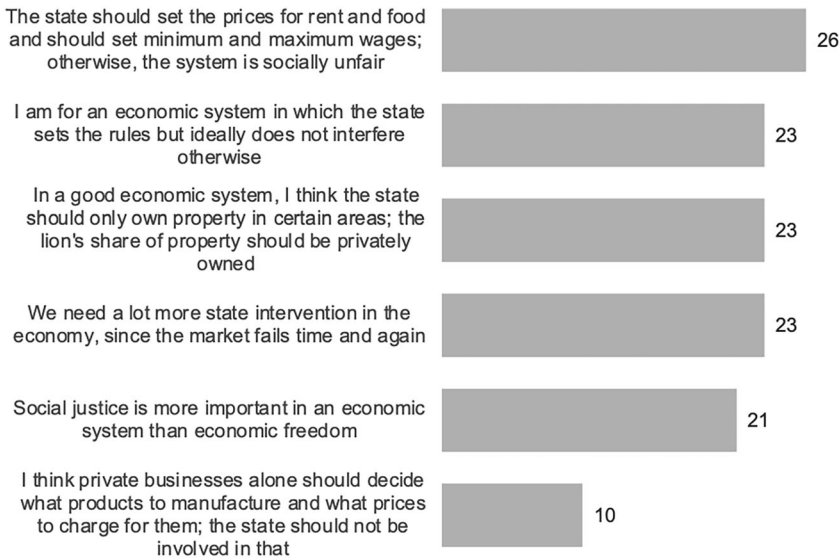 The state should set the prices for rent and food
and should set minimum and maximum wages;
otherwise, the system is socially unfair
26
I am for an economic system in which the state
sets the rules but ideally does not interfere
otherwise
23
In a good economic system, I think the state
should only own property in certain areas; the
lion's share of property should be privately
owned
23
We need a lot more state intervention in the
economy, since the market fails time and again
23
Social justice is more important in an economic
system than economic freedom
21
I think private businesses alone should decide
what products to manufacture and what prices
to charge for them; the state should not be
involved in that
10